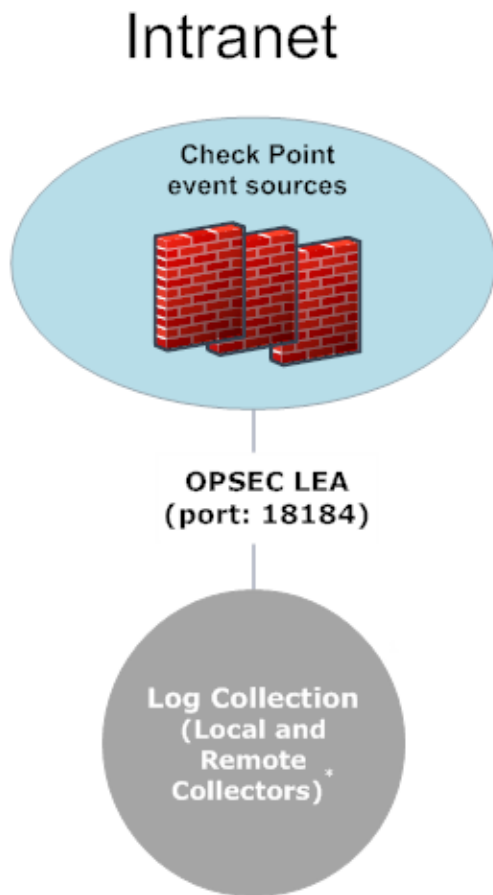 Intranet
Check Point
event sources
OPSEC LEA
(port: 18184)
Log Collection
(Local and
Remote
Collectors)*